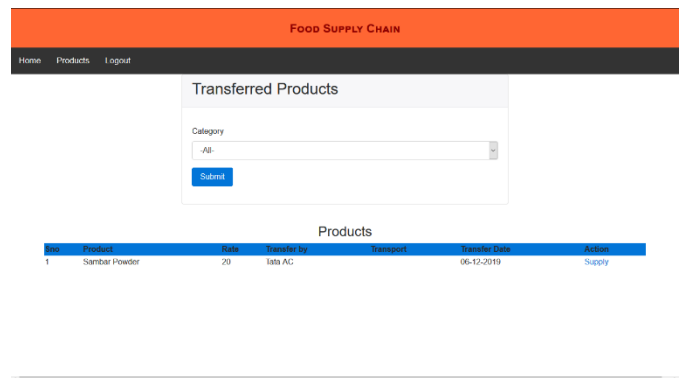 Food Supply Chain
Home Products Logout
Transferred Products
Category
-All-
Submit
Products
Sno Product Rate Transfer by Transport Transfer Date Action
1 Sambar Powder 20 Tata AC 06-12-2019 Supply